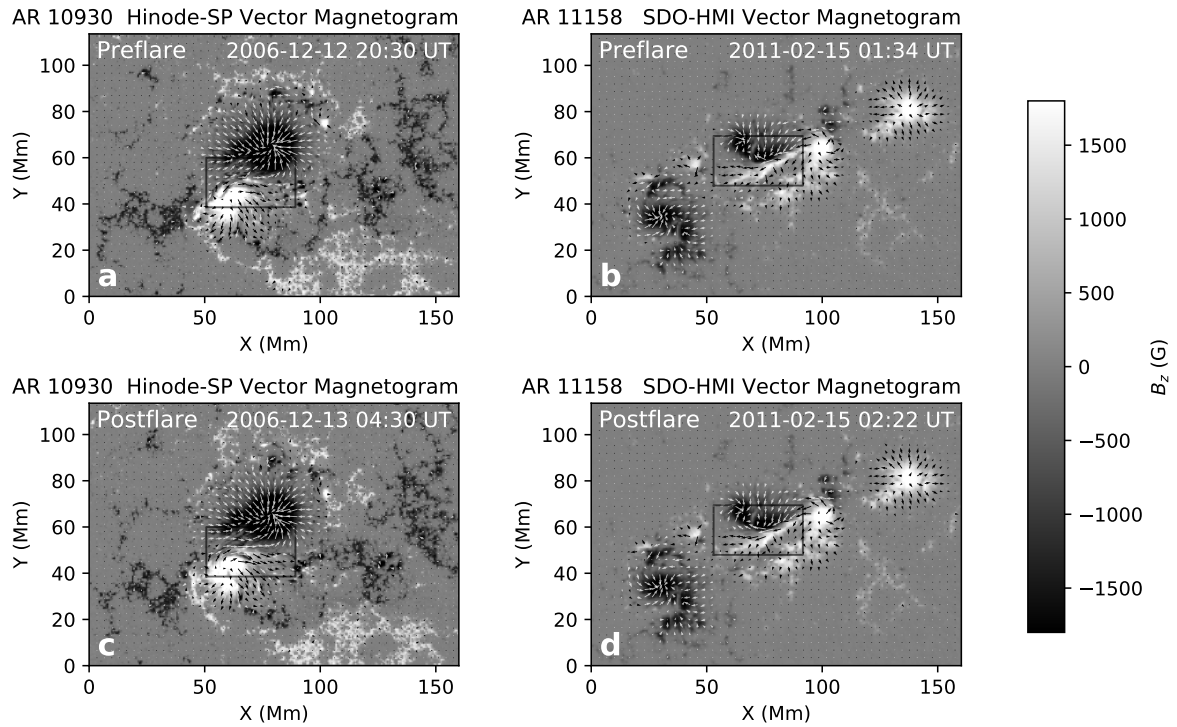 AR 10930 Hinode-SP Vector Magnetogram
Preflare 2006-12-12 20:30 UT
100
80
60
40
20
0
Y (Mm)
a
0 50 100 150
X (Mm)
AR 11158 SDO-HMI Vector Magnetogram
Preflare 2011-02-15 01:34 UT
100
80
60
40
20
0
Y (Mm)
b
0 50 100 150
X (Mm)
AR 10930 Hinode-SP Vector Magnetogram
Postflare 2006-12-13 04:30 UT
100
80
60
40
20
0
Y (Mm)
c
0 50 100 150
X (Mm)
AR 11158 SDO-HMI Vector Magnetogram
Postflare 2011-02-15 02:22 UT
100
80
60
40
20
0
Y (Mm)
d
0 50 100 150
X (Mm)
1500
1000
500
0
−500
−1000
−1500
B_z (G)